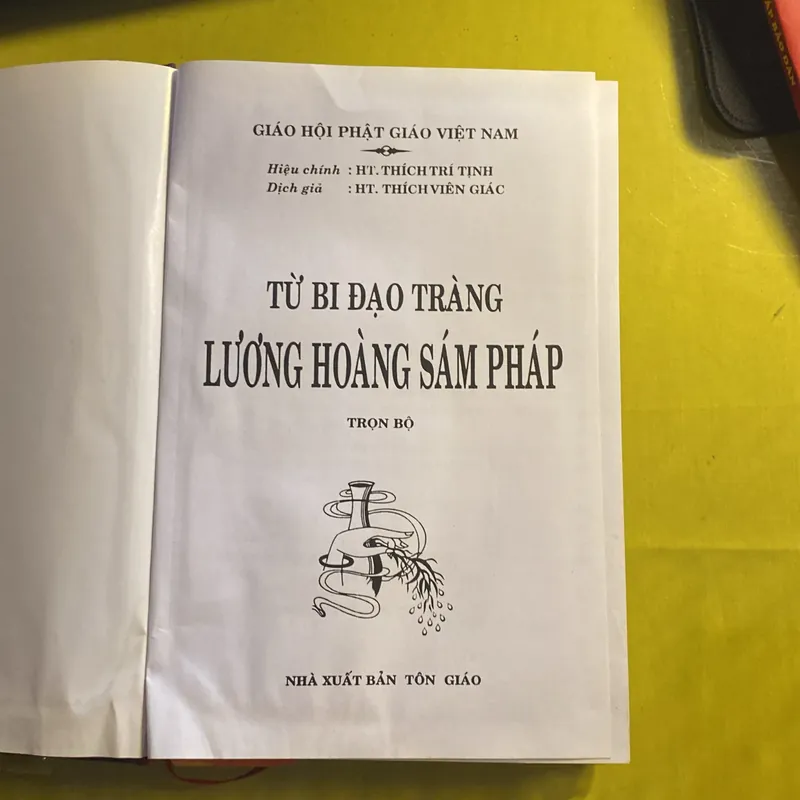 GIÁO HỘI PHẬT GIÁO VIỆT NAM
Hiệu chính : HT. THÍCH TRÍ TỊNH
Dịch giả : HT. THÍCH VIÊN GIÁC
TỪ BI ĐẠO TRÀNG
LƯƠNG HOÀNG SÁM PHÁP
TRỌN BỘ
NHÀ XUẤT BẢN TÔN GIÁO